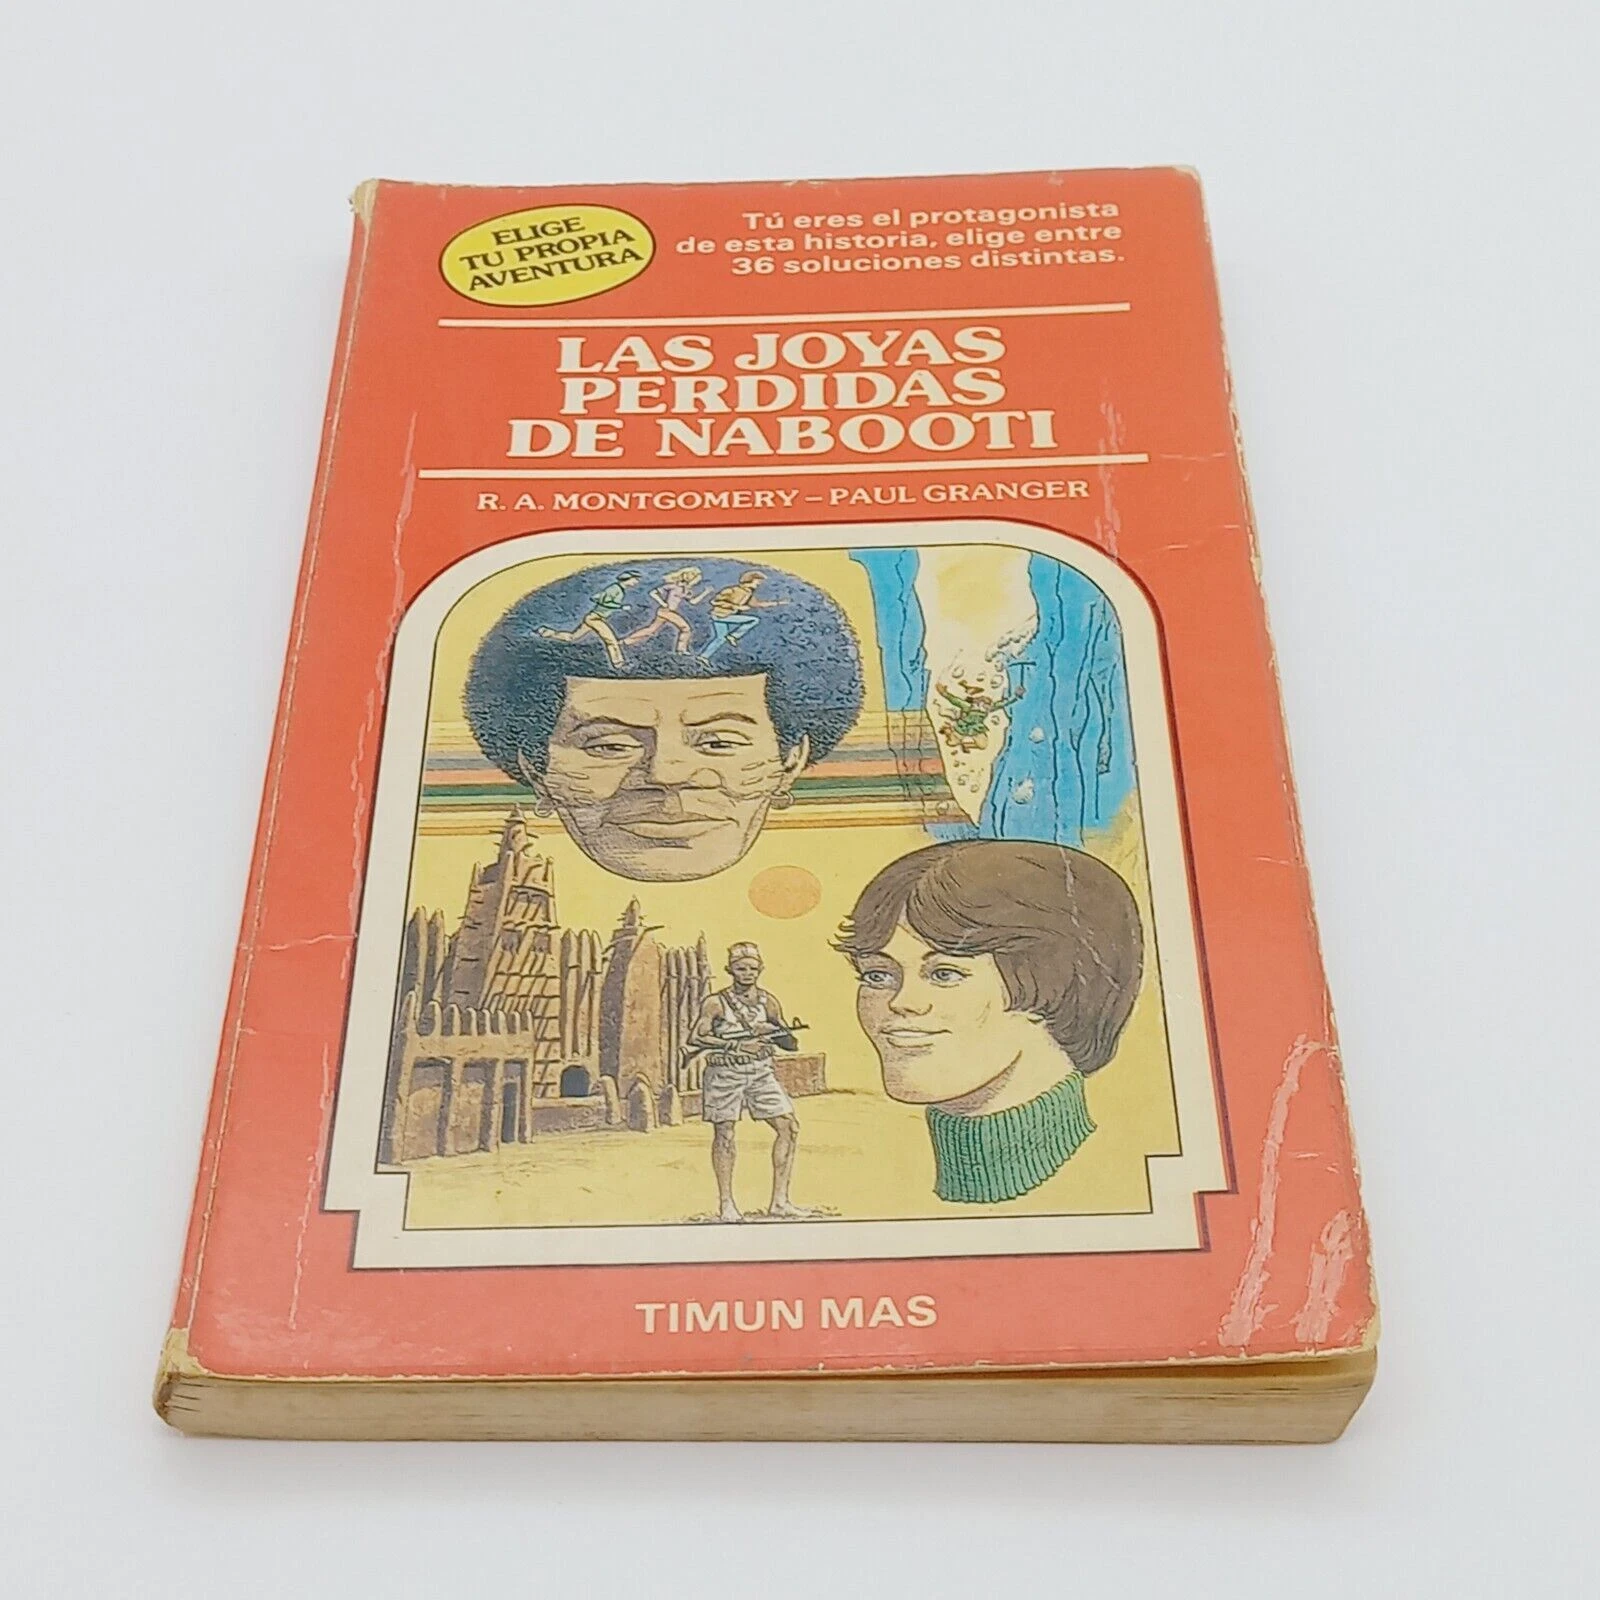 ELIGE
TU PROPIA
AVENTURA
Tú eres el protagonista
de esta historia, elige entre
36 soluciones distintas.
LAS JOYAS
PERDIDAS
DE NABOOTI
R. A. MONTGOMERY – PAUL GRANGER
TIMUN MAS